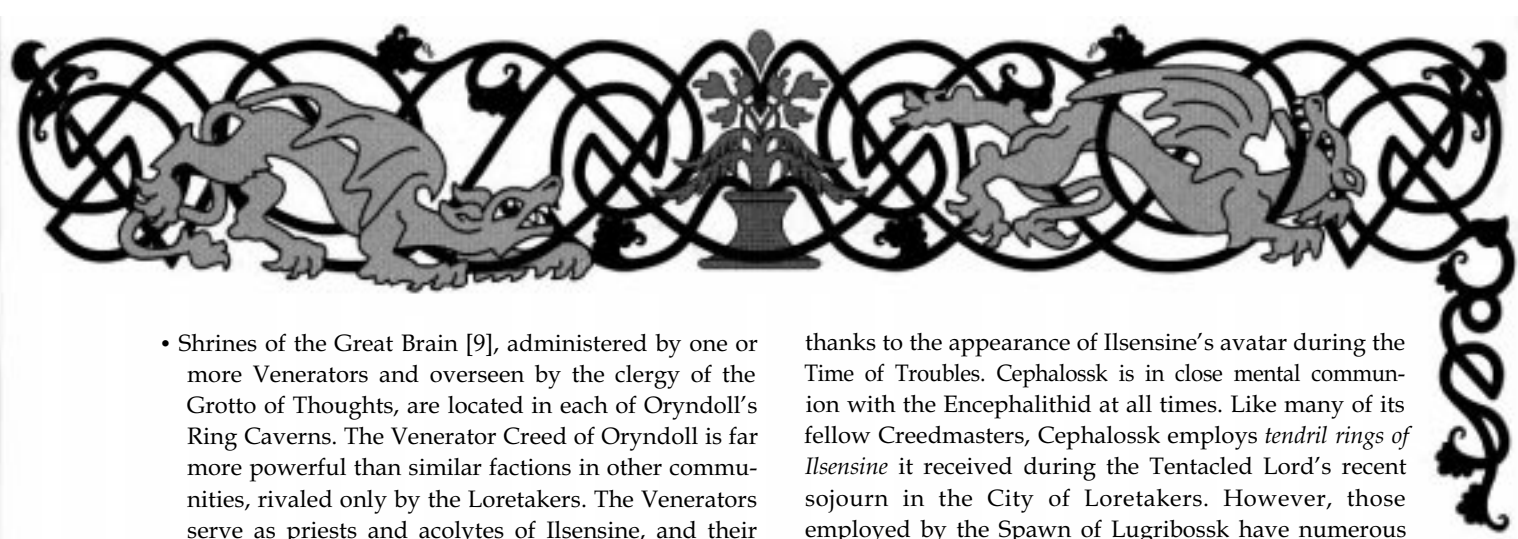 • Shrines of the Great Brain [9], administered by one or
more Venerators and overseen by the clergy of the
Grotto of Thoughts, are located in each of Oryndoll's
Ring Caverns. The Venerator Creed of Oryndoll is far
more powerful than similar factions in other commu-
nities, rivaled only by the Loretakers. The Venerators
serve as priests and acolytes of Ilsensine, and their
thanks to the appearance of Ilsensine's avatar during the
Time of Troubles. Cephalossk is in close mental commun-
ion with the Encephalithid at all times. Like many of its
fellow Creedmasters, Cephalossk employs tendril rings of
Ilsensine it received during the Tentacled Lord's recent
sojourn in the City of Loretakers. However, those
employed by the Spawn of Lugribossk have numerous